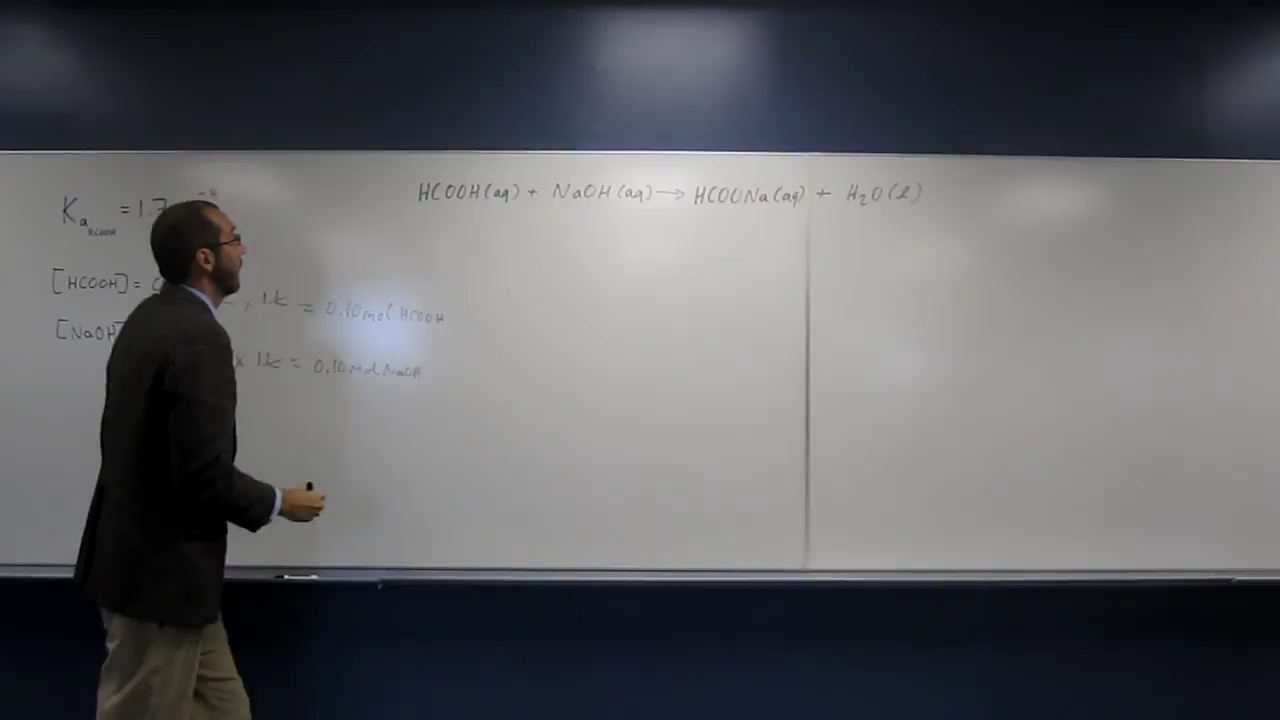 HCOOH(aq) + NaOH(aq) → HCOONa(aq) + H₂O(l)
Ka HCOOH = 1.7
[HCOOH] =
x 1L = 0.10 mol HCOOH
[NaOH]
x 1L = 0.10 mol NaOH